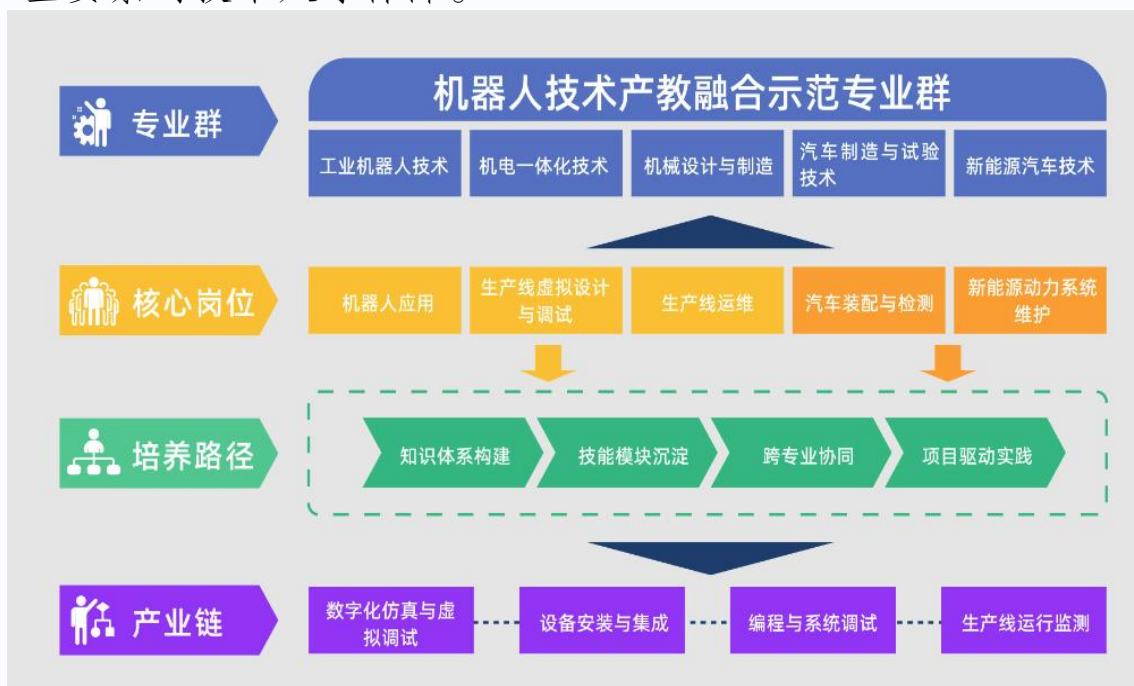 机器人技术产教融合示范专业群
专业群
工业机器人技术
机电一体化技术
机械设计与制造
汽车制造与试验
技术
新能源汽车技术
核心岗位
机器人应用
生产线虚拟设计
与调试
生产线运维
汽车装配与检测
新能源动力系统
维护
培养路径
知识体系构建
技能模块沉淀
跨专业协同
项目驱动实践
产业链
数字化仿真与虚
拟调试
设备安装与集成
编程与系统调试
生产线运行监测